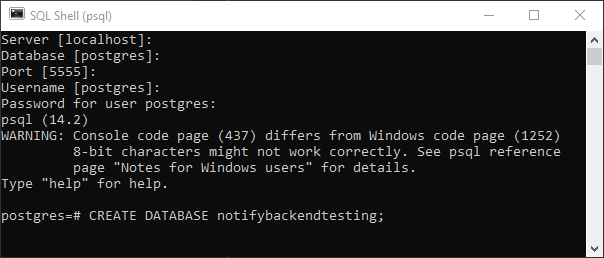 SQL Shell (psql)
Server [localhost]:
Database [postgres]:
Port [5555]:
Username [postgres]:
Password for user postgres:
psql (14.2)
WARNING: Console code page (437) differs from Windows code page (1252)
         8-bit characters might not work correctly. See psql reference
         page "Notes for Windows users" for details.
Type "help" for help.

postgres=# CREATE DATABASE notifybackendtesting;